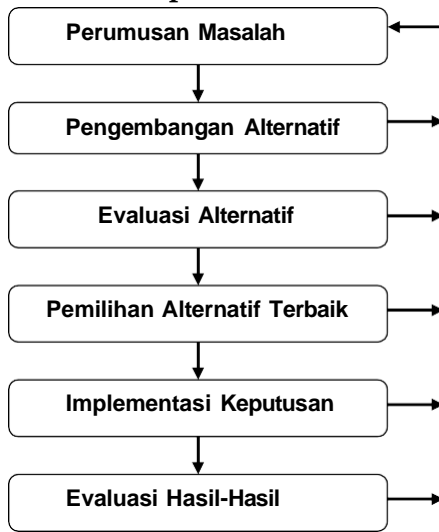 Perumusan Masalah
Pengembangan Alternatif
Evaluasi Alternatif
Pemilihan Alternatif Terbaik
Implementasi Keputusan
Evaluasi Hasil-Hasil